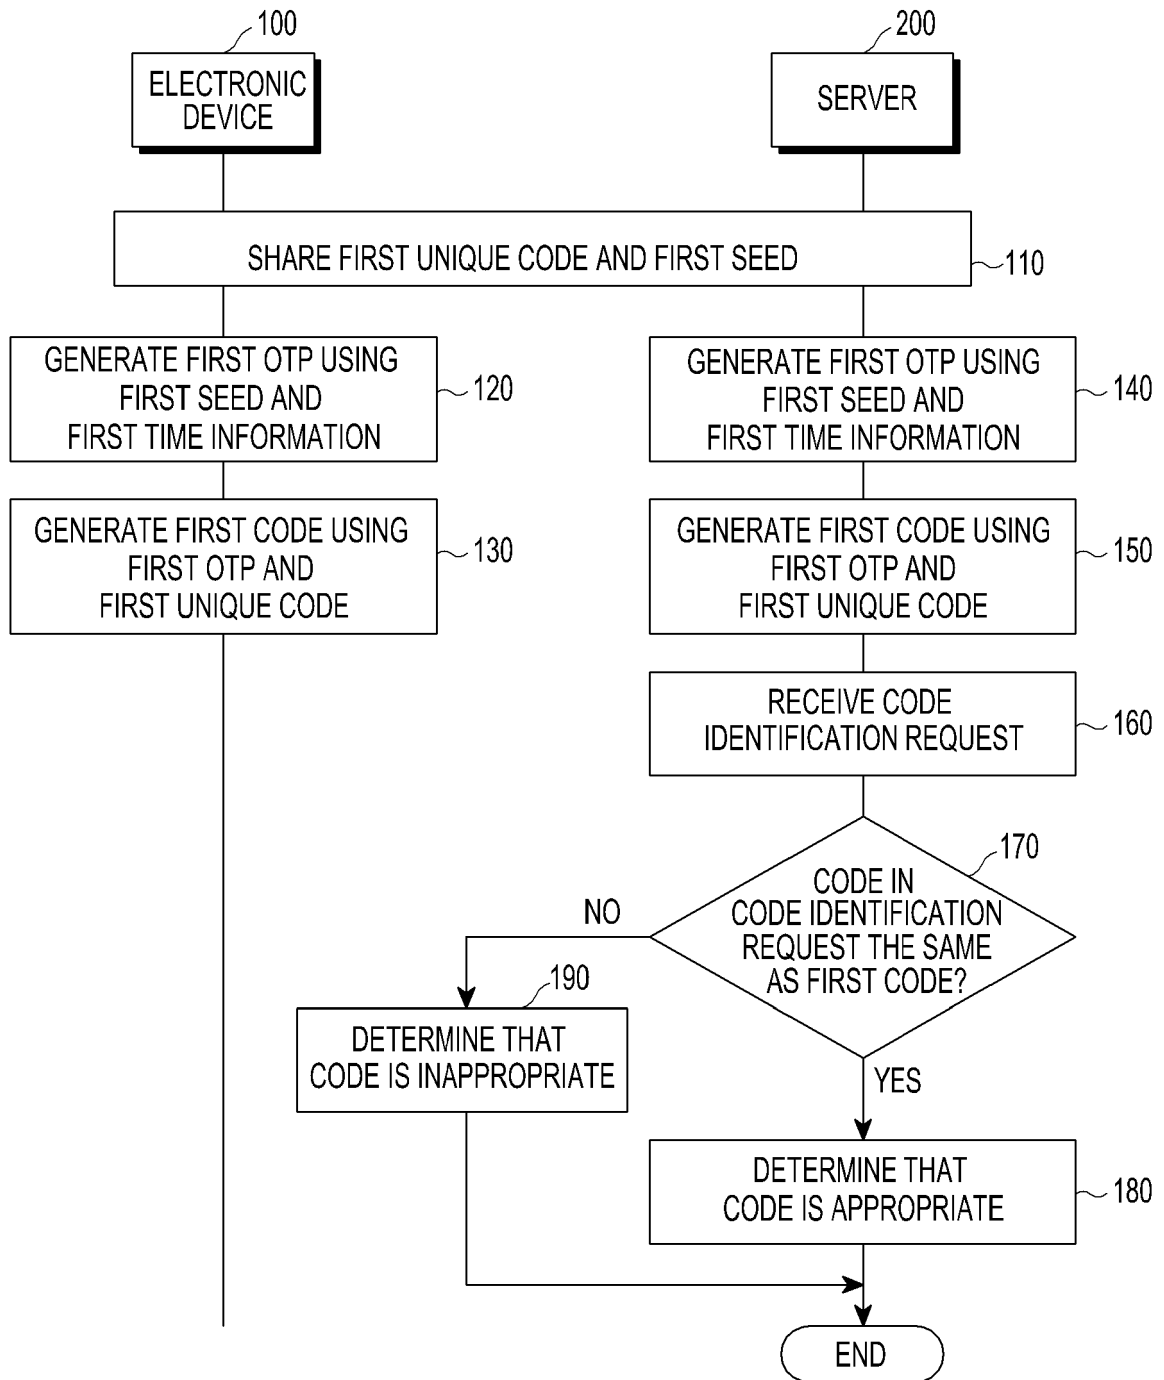 100
ELECTRONIC
DEVICE
200
SERVER
SHARE FIRST UNIQUE CODE AND FIRST SEED
110
GENERATE FIRST OTP USING
FIRST SEED AND
FIRST TIME INFORMATION
120
GENERATE FIRST OTP USING
FIRST SEED AND
FIRST TIME INFORMATION
140
GENERATE FIRST CODE USING
FIRST OTP AND
FIRST UNIQUE CODE
130
GENERATE FIRST CODE USING
FIRST OTP AND
FIRST UNIQUE CODE
150
RECEIVE CODE
IDENTIFICATION REQUEST
160
170
CODE IN
CODE IDENTIFICATION
REQUEST THE SAME
AS FIRST CODE?
NO
190
DETERMINE THAT
CODE IS INAPPROPRIATE
YES
DETERMINE THAT
CODE IS APPROPRIATE
180
END